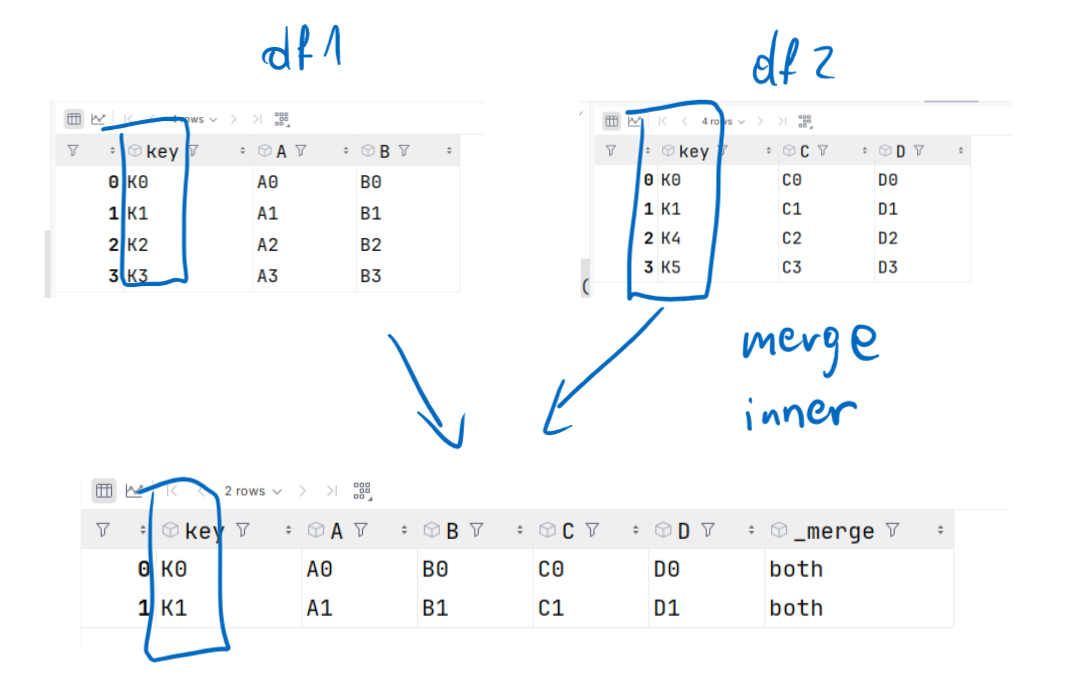 df1
df2
4 rows
key A B
0 K0 A0 B0
1 K1 A1 B1
2 K2 A2 B2
3 K3 A3 B3
4 rows
key C D
0 K0 C0 D0
1 K1 C1 D1
2 K4 C2 D2
3 K5 C3 D3
merge
inner
2 rows
key A B C D _merge
0 K0 A0 B0 C0 D0 both
1 K1 A1 B1 C1 D1 both